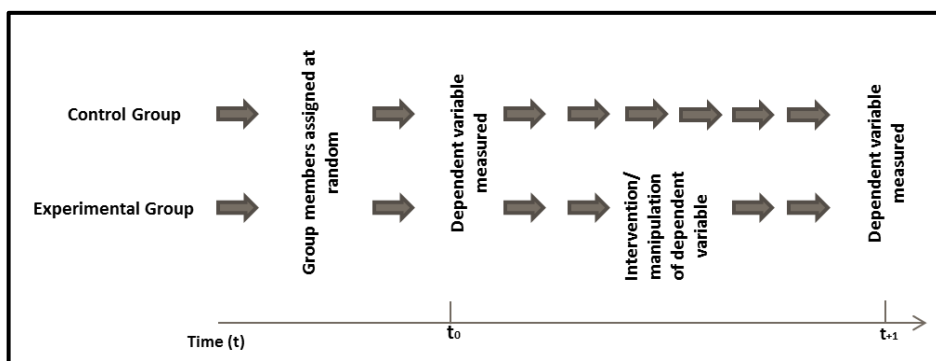 Control Group
Experimental Group
Group members assigned at
random
Dependent variable
measured
Intervention/
manipulation
of dependent
variable
Dependent variable
measured
Time (t)
t0
t+1